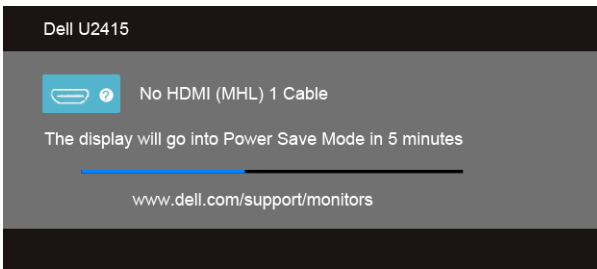 Dell U2415
? No HDMI (MHL) 1 Cable
The display will go into Power Save Mode in 5 minutes
www.dell.com/support/monitors